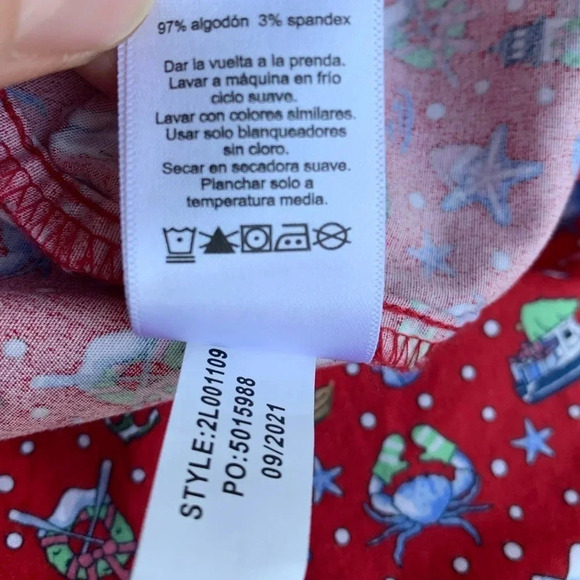 97% algodón 3% spandex
Dar la vuelta a la prenda.
Lavar a máquina en frío
ciclo suave.
Lavar con colores similares.
Usar solo blanqueadores
sin cloro.
Secar en secadora suave.
Planchar solo a
temperatura media.
STYLE:2L001109
PO:5015988
09/2021